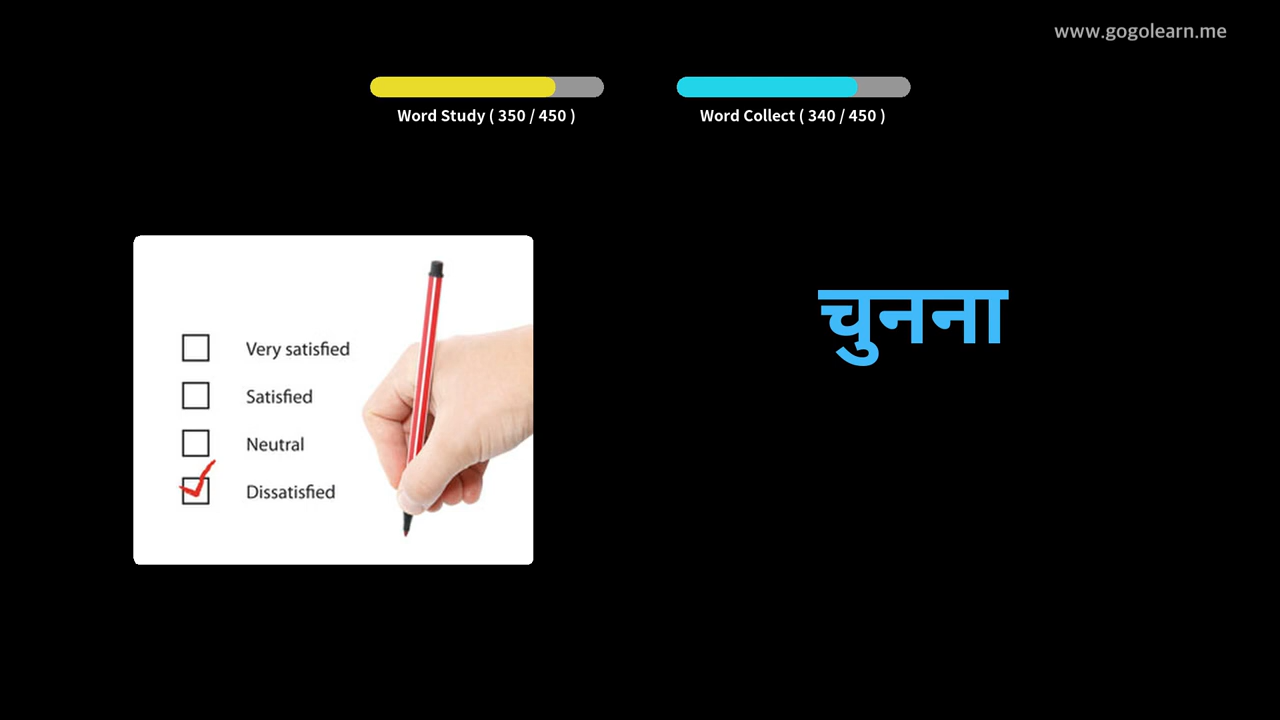 www.gogolearn.me
Word Study ( 350 / 450 )
Word Collect ( 340 / 450 )
Very satisfied
Satisfied
Neutral
Dissatisfied
चुनना